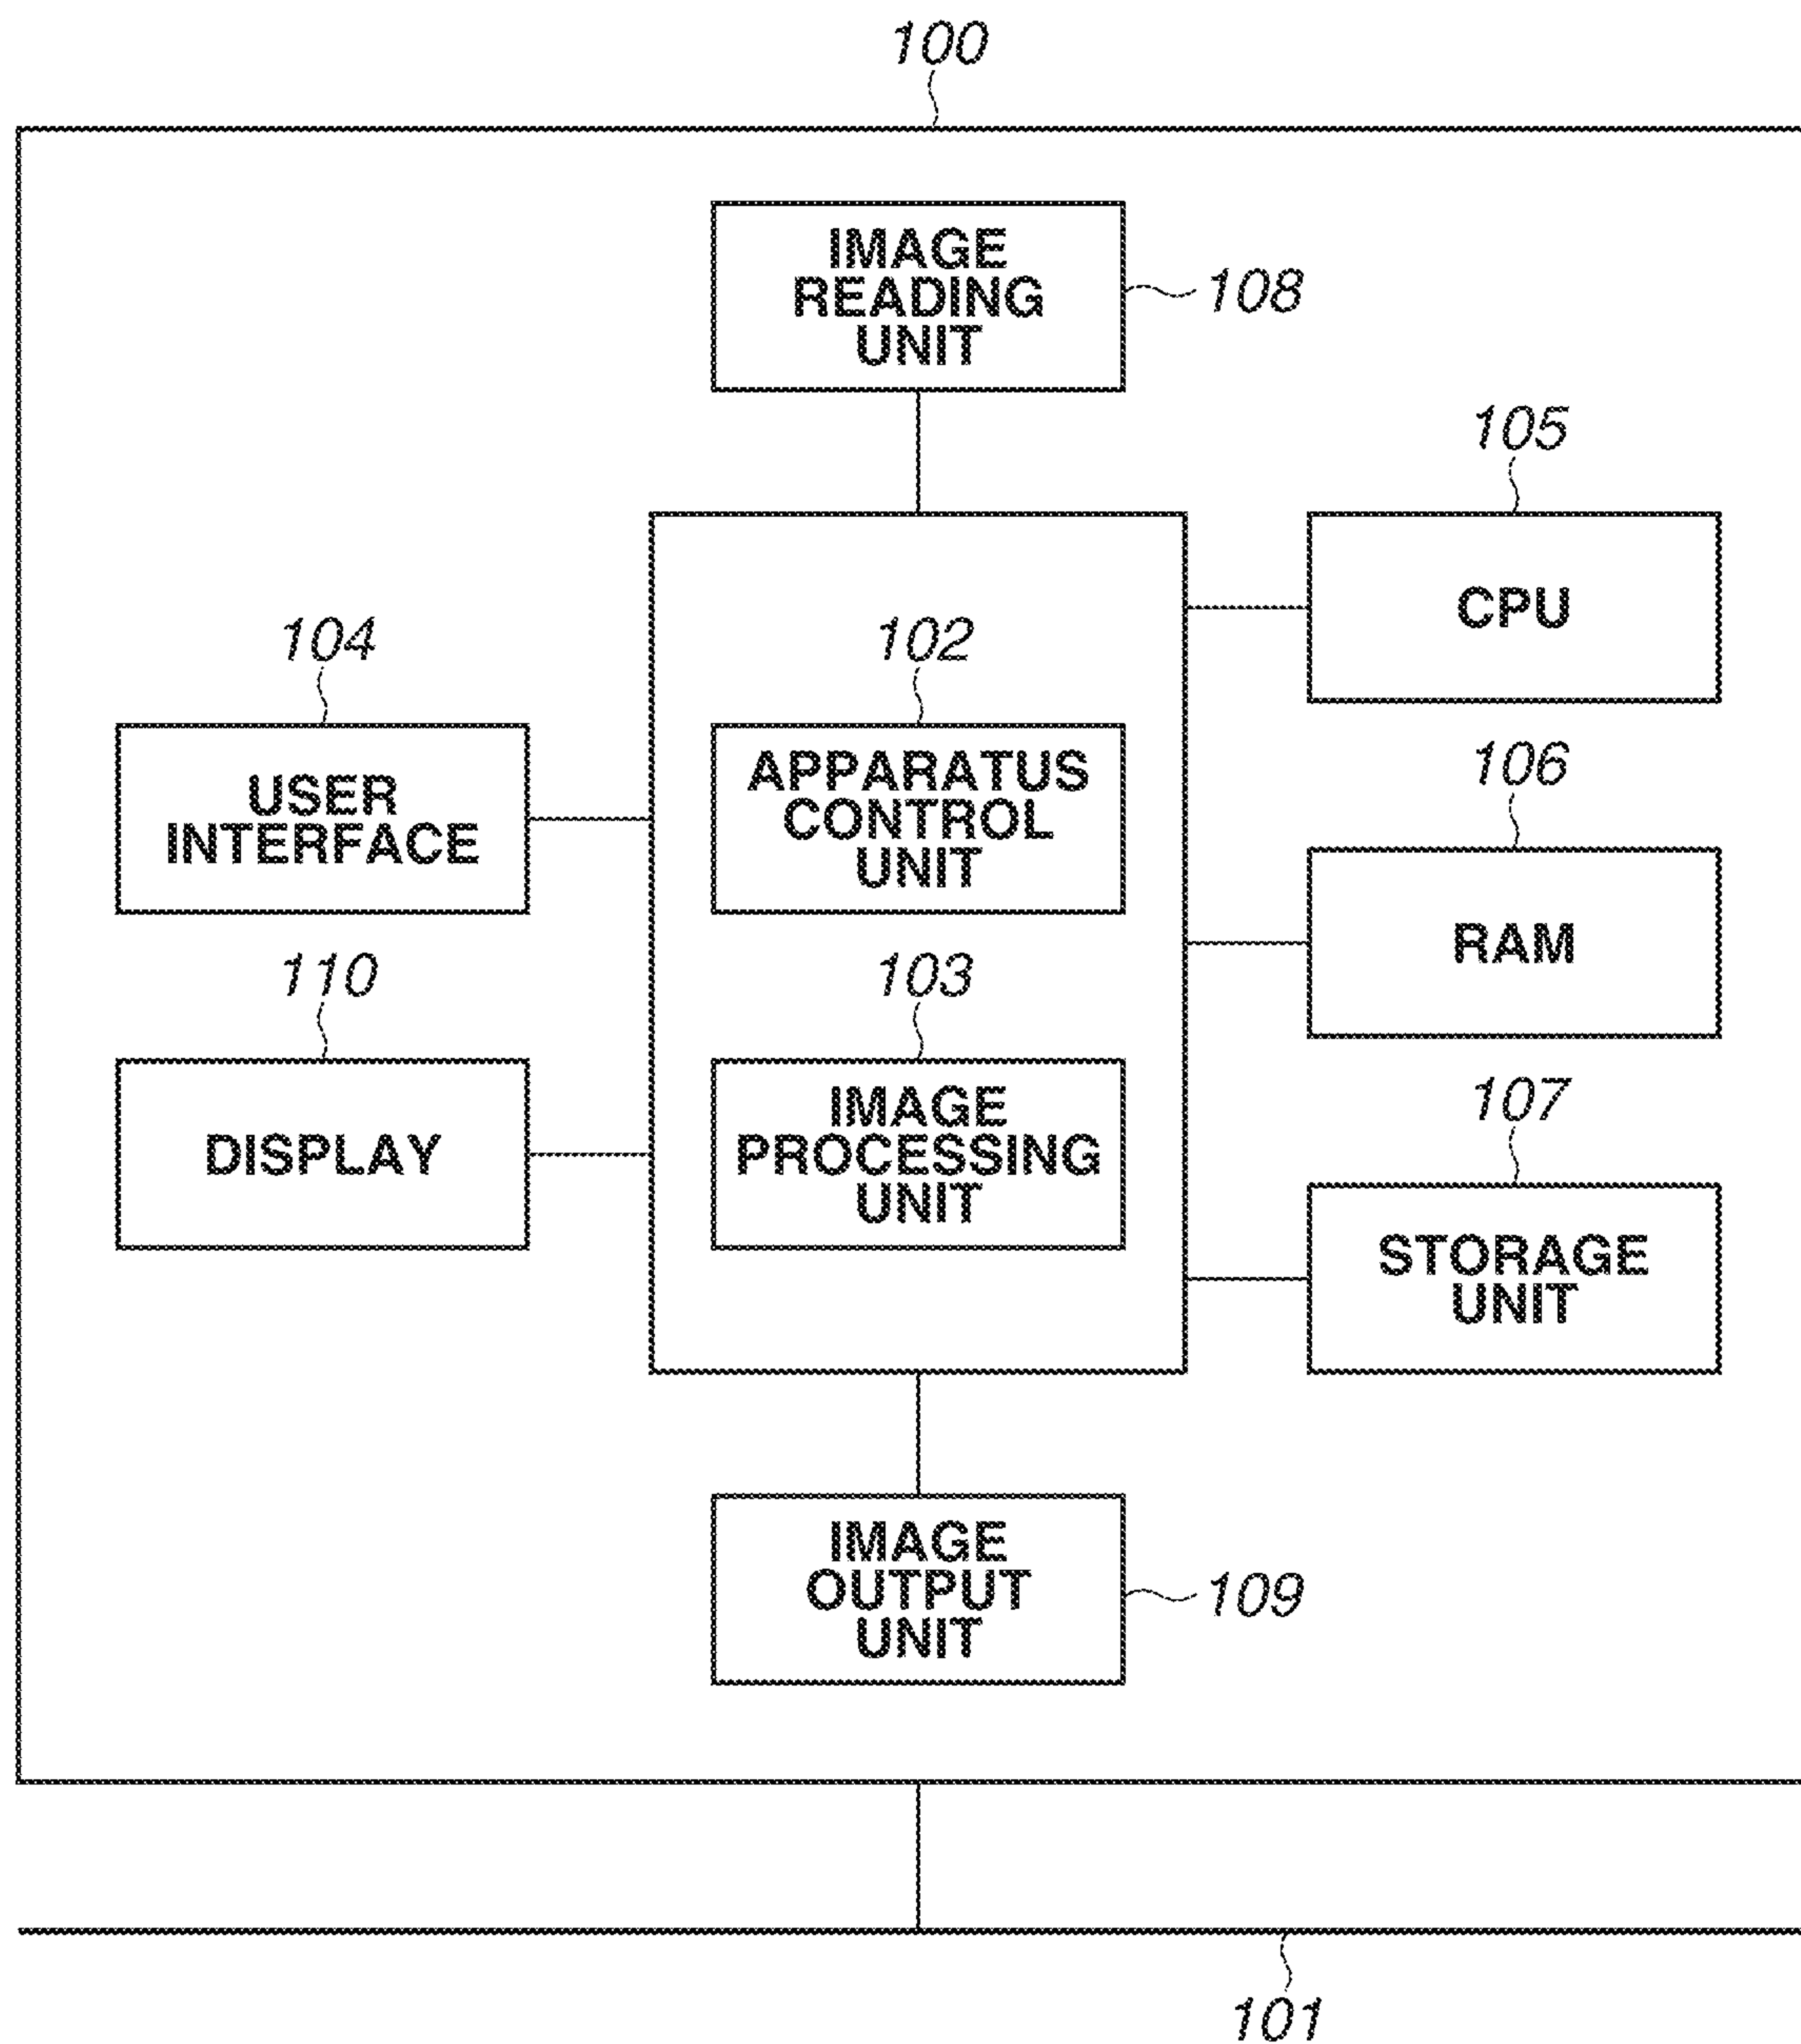 100
IMAGE
READING
UNIT
108
105
CPU
104
102
USER
INTERFACE
APPARATUS
CONTROL
UNIT
106
RAM
110
103
DISPLAY
IMAGE
PROCESSING
UNIT
107
STORAGE
UNIT
IMAGE
OUTPUT
UNIT
109
101